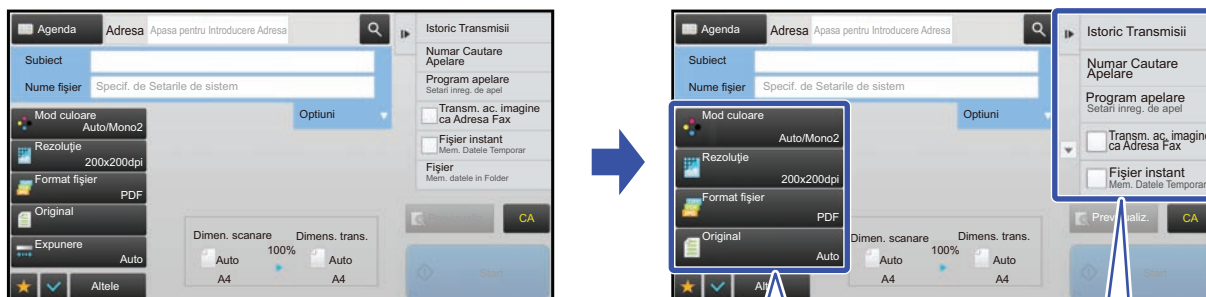 Agenda
Adresa
Apasa pentru Introducere Adresa
Subiect
Nume fişier
Specif. de Setarile de sistem
Optiuni
Mod culoare
Auto/Mono2
Rezoluţie
200x200dpi
Format fişier
PDF
Original
Expunere
Auto
Altele
Dimen. scanare
Dimens. trans.
100%
Auto
Auto
A4
A4
Istoric Transmisii
Numar Cautare
Apelare
Program apelare
Setari inreg. de apel
Transm. ac. imagine
ca Adresa Fax
Fişier instant
Mem. Datele Temporar
Fişier
Mem. datele in Folder
CA
Start
Agenda
Adresa
Apasa pentru Introducere Adresa
Subiect
Nume fişier
Specif. de Setarile de sistem
Optiuni
Mod culoare
Auto/Mono2
Rezoluţie
200x200dpi
Format fişier
PDF
Original
Auto
Dimen. scanare
Dimens. trans.
100%
Auto
Auto
A4
A4
Istoric Transmisii
Numar Cautare
Apelare
Program apelare
Setari inreg. de apel
Transm. ac. imagine
ca Adresa Fax
Fişier instant
Mem. Datele Temporar
CA
Start